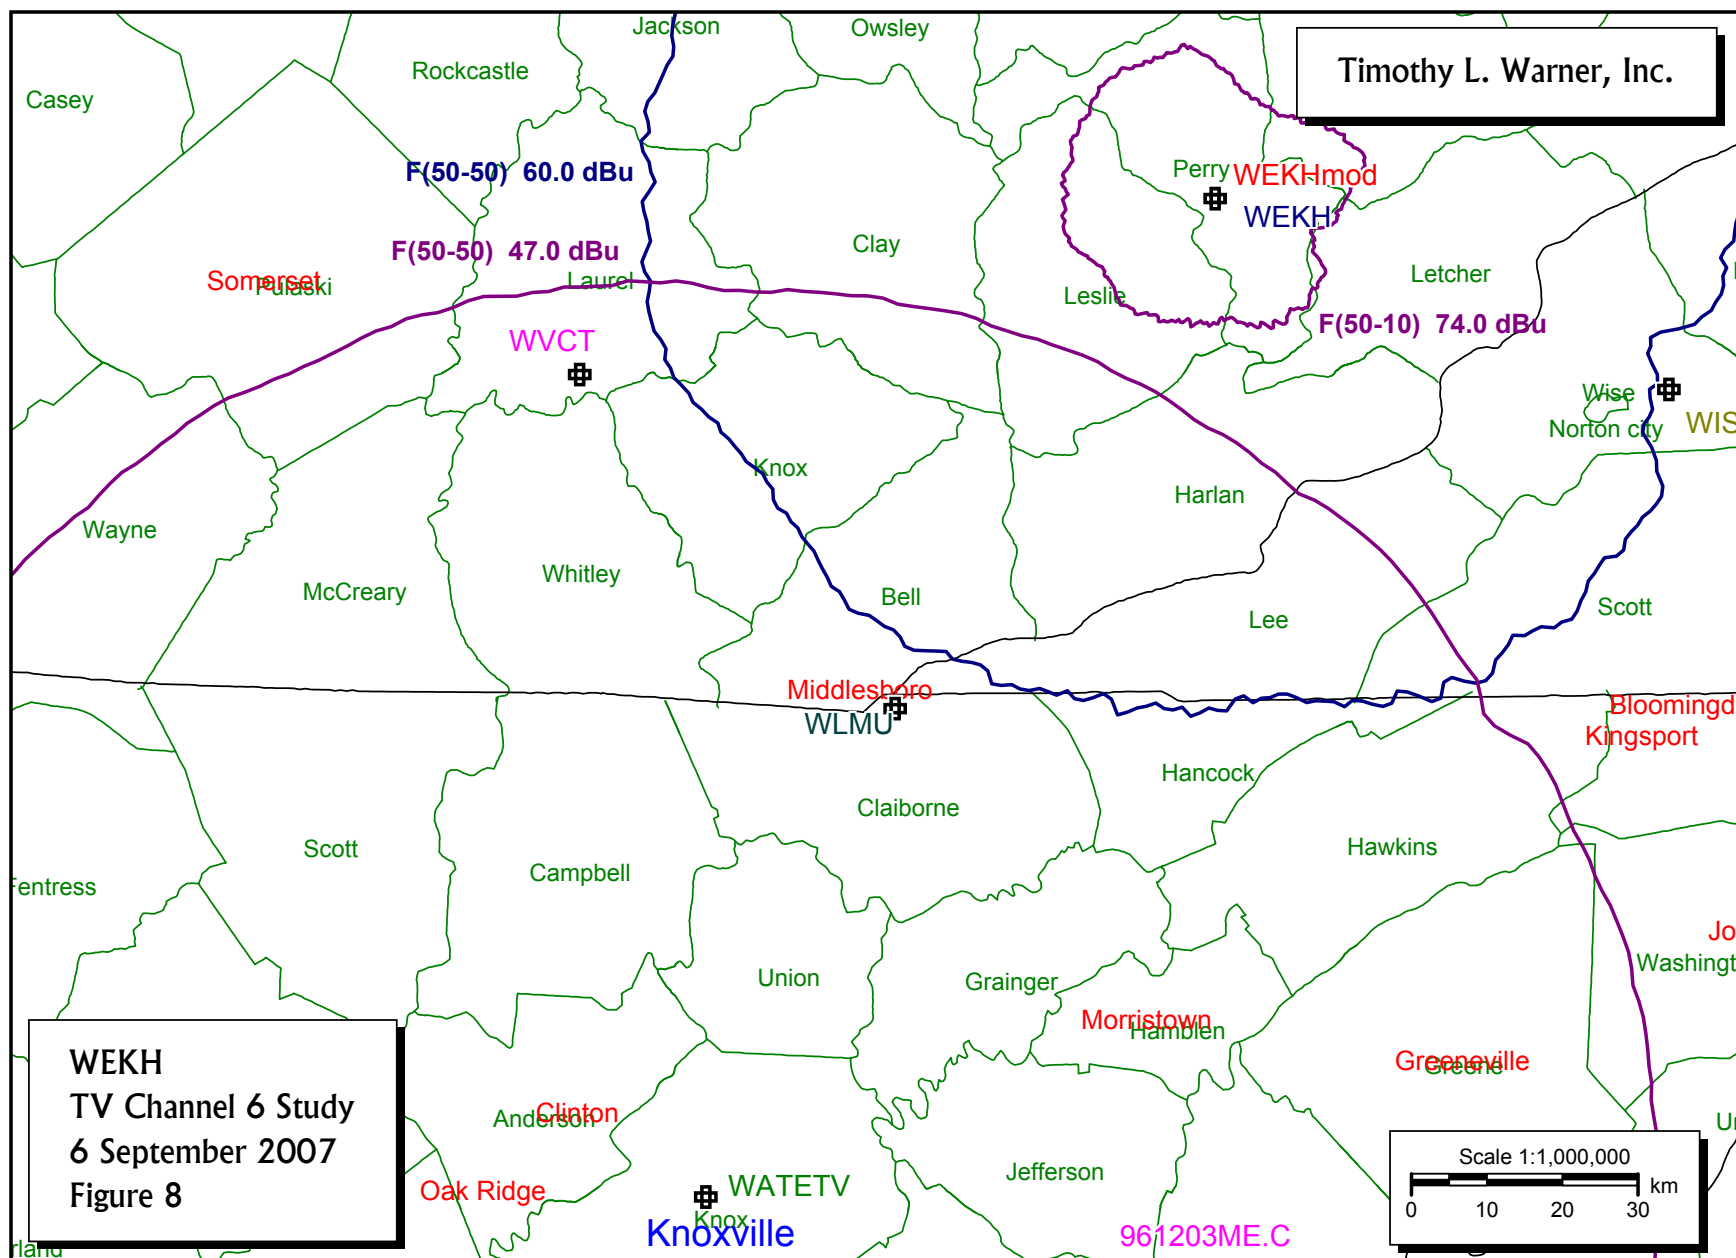 Jackson
Owsley
Timothy L. Warner, Inc.
Rockcastle
Casey
F(50-50) 60.0 dBu
Perry
WEKHmod
WEKH
F(50-50) 47.0 dBu
Clay
Somerset
Pulaski
Laurel
Leslie
Letcher
F(50-10) 74.0 dBu
WVCT
Wise
Norton city
WIS
Knox
Harlan
Wayne
Whitley
McCreary
Bell
Lee
Scott
Middlesboro
WLMU
Bloomingd
Kingsport
Hancock
Claiborne
Scott
Campbell
Hawkins
Fentress
Jo
Washingt
Union
Grainger
Morristown
Hamblen
Greeneville
Greene
WEKH
TV Channel 6 Study
6 September 2007
Figure 8
Anderson
Clinton
Oak Ridge
WATETV
Knox
Knoxville
Jefferson
961203ME.C
Scale 1:1,000,000
km
0 10 20 30
rland